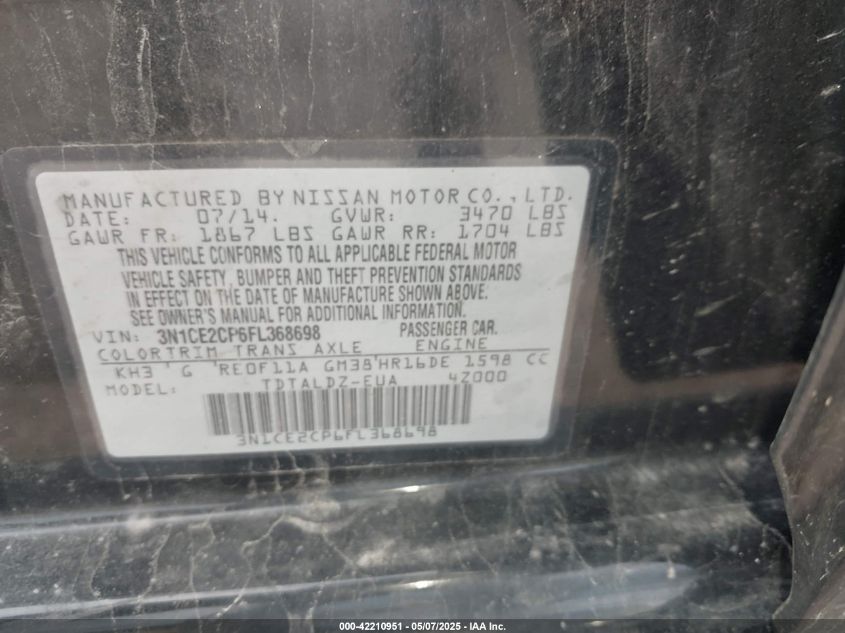 MANUFACTURED BY NISSAN MOTOR CO., LTD.
DATE: 07/14. GVWR: 3470 LBS
GAWR FR: 1867 LBS GAWR RR: 1704 LBS
THIS VEHICLE CONFORMS TO ALL APPLICABLE FEDERAL MOTOR
VEHICLE SAFETY, BUMPER AND THEFT PREVENTION STANDARDS
IN EFFECT ON THE DATE OF MANUFACTURE SHOWN ABOVE.
SEE OWNER'S MANUAL FOR ADDITIONAL INFORMATION.
VIN: 3N1CE2CP6FL368698 PASSENGER CAR.
COLOR TRIM TRANS AXLE ENGINE
KH3 ' G 'RE0F11A GM38'HR16DE 1598 CC
MODEL: TDTALDZ-EUA 4Z000
3N1CE2CP6FL368698
000-42210951 - 05/07/2025 - IAA Inc.